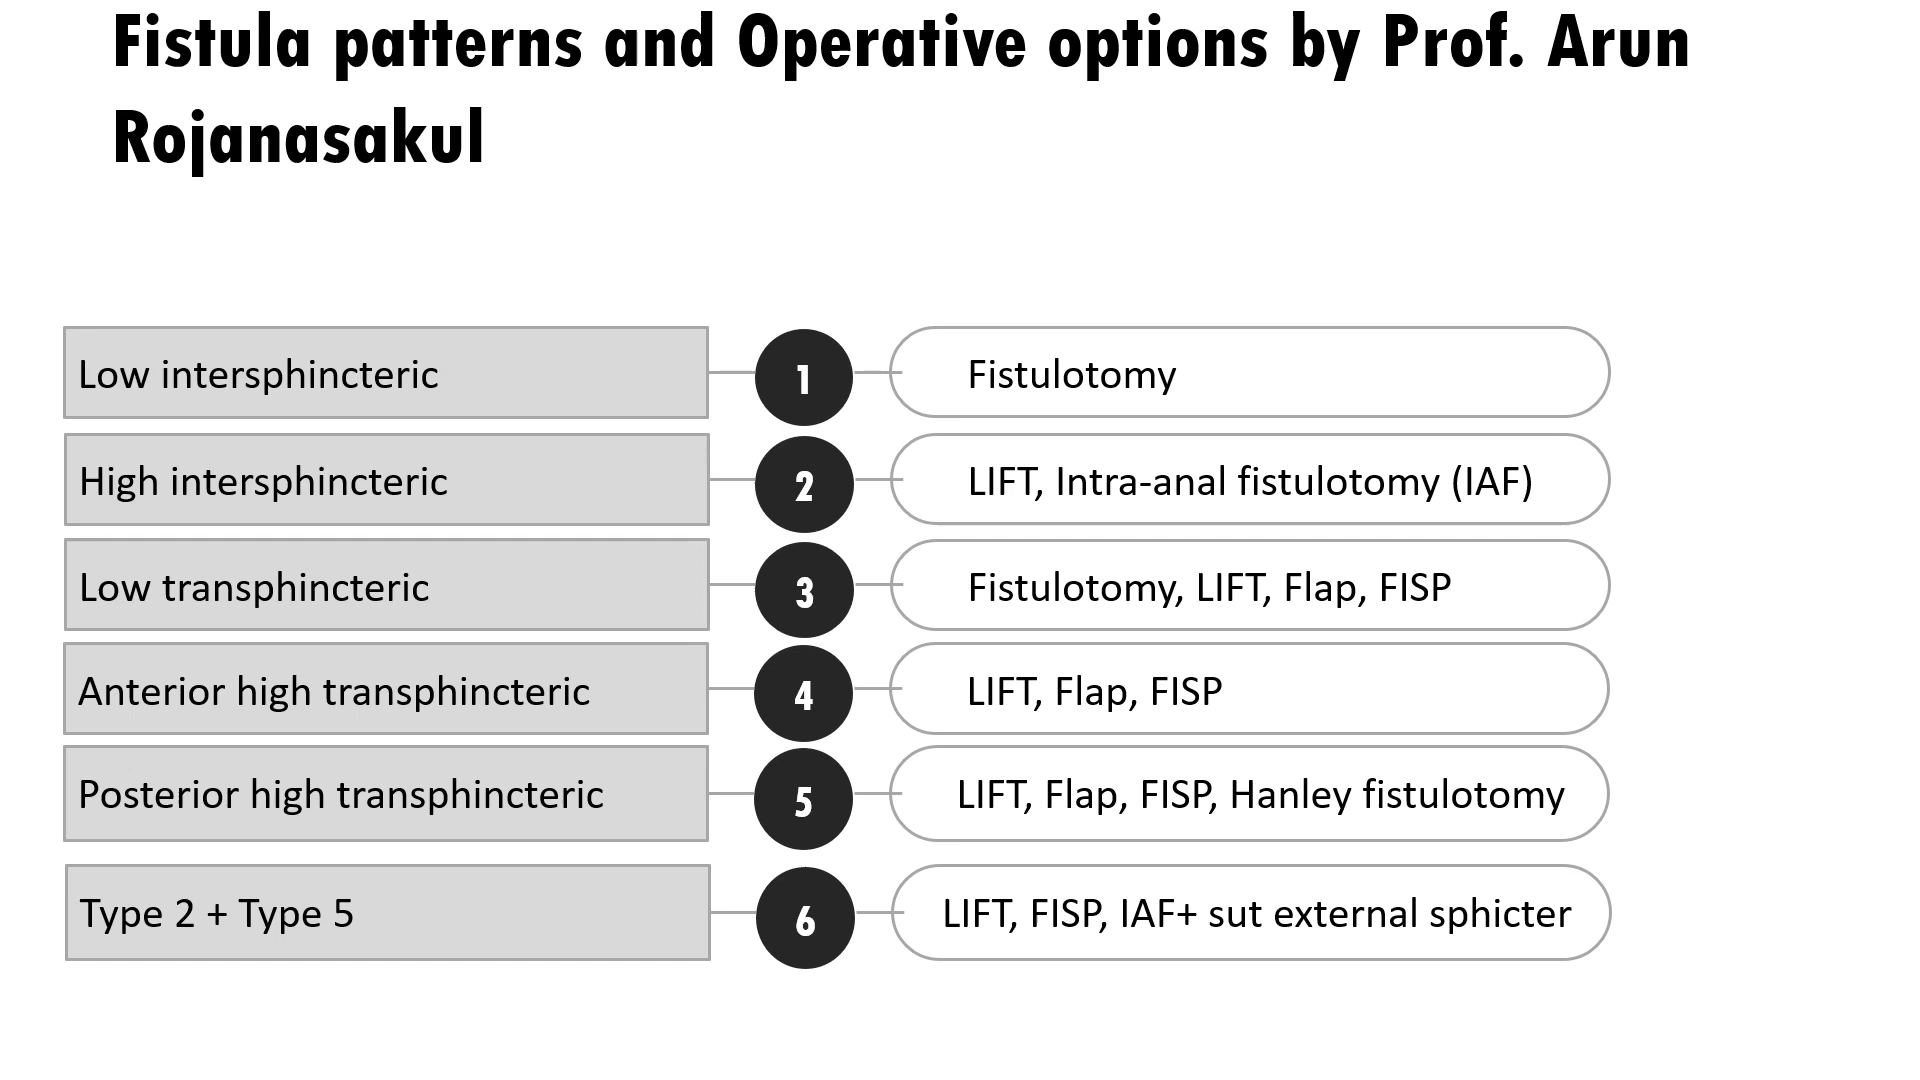 Fistula patterns and Operative options by Prof. Arun
Rojanasakul
Low intersphincteric
1
Fistulotomy
High intersphincteric
2
LIFT, Intra-anal fistulotomy (IAF)
Low transphincteric
3
Fistulotomy, LIFT, Flap, FISP
Anterior high transphincteric
4
LIFT, Flap, FISP
Posterior high transphincteric
5
LIFT, Flap, FISP, Hanley fistulotomy
Type 2 + Type 5
6
LIFT, FISP, IAF+ sut external sphicter